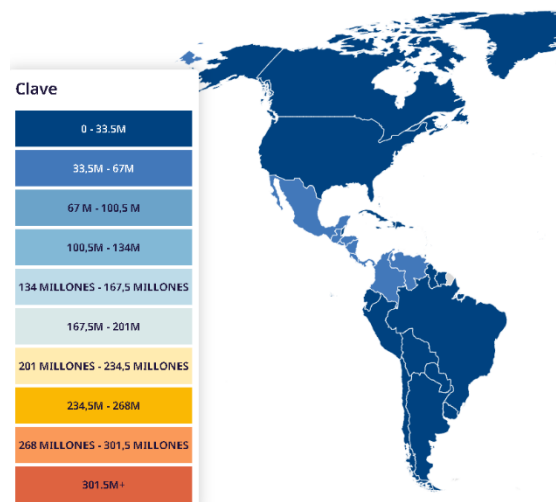 Clave
0 - 33.5M
33,5M - 67M
67 M - 100,5 M
100,5M - 134M
134 MILLONES - 167,5 MILLONES
167,5M - 201M
201 MILLONES - 234,5 MILLONES
234,5M - 268M
268 MILLONES - 301,5 MILLONES
301.5M+